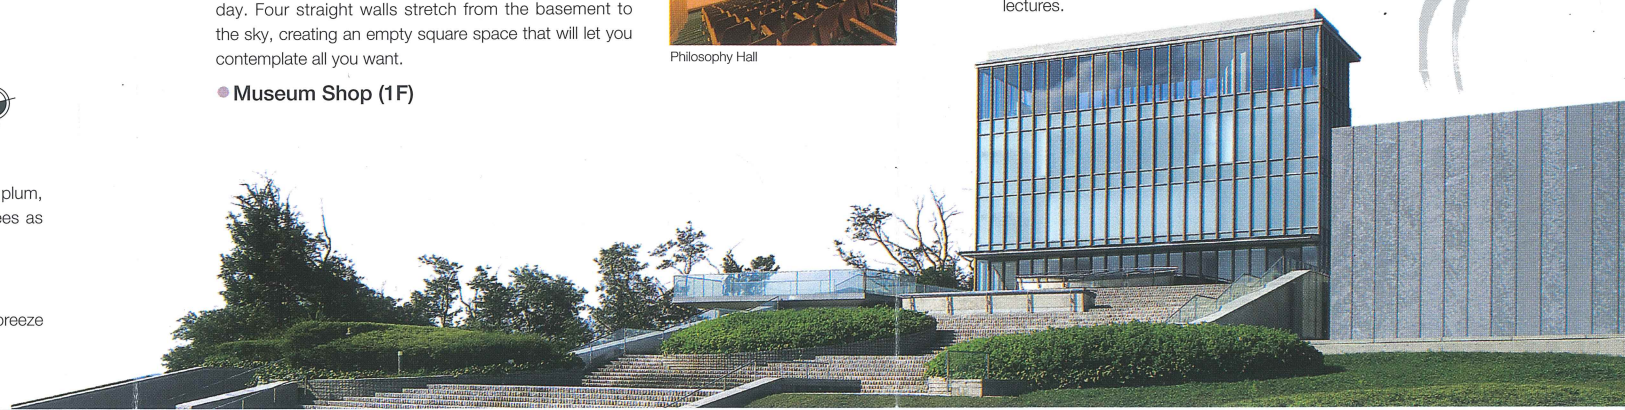 plum,
es as
breeze
day. Four straight walls stretch from the basement to
the sky, creating an empty square space that will let you
contemplate all you want.
Museum Shop (1F)
Philosophy Hall
lectures.